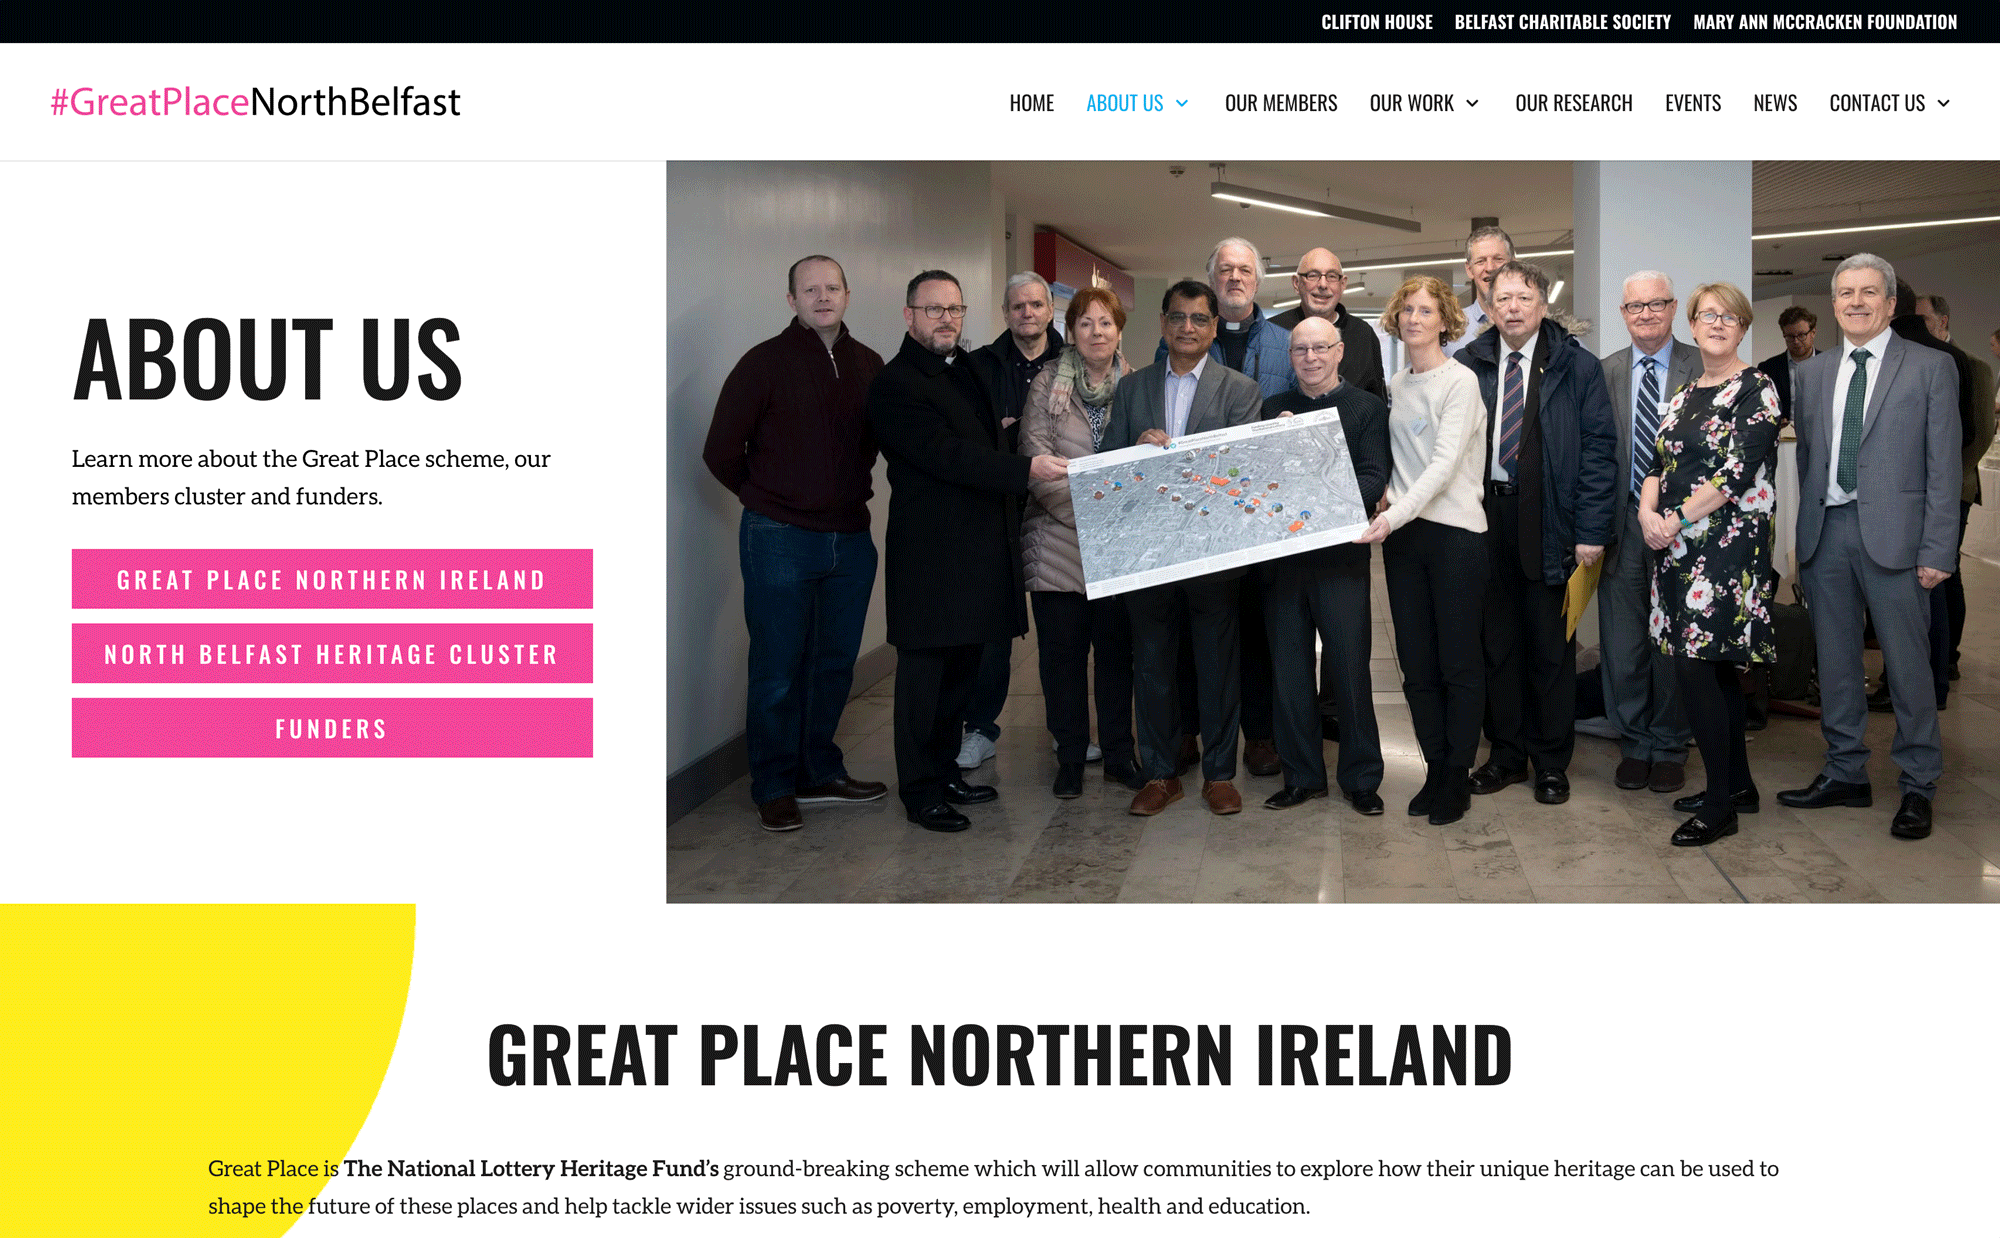 CLIFTON HOUSE BELFAST CHARITABLE SOCIETY MARY ANN MCCRACKEN FOUNDATION
#GreatPlaceNorthBelfast
HOME ABOUT US OUR MEMBERS OUR WORK OUR RESEARCH EVENTS NEWS CONTACT US
ABOUT US
Learn more about the Great Place scheme, our
members cluster and funders.
GREAT PLACE NORTHERN IRELAND
NORTH BELFAST HERITAGE CLUSTER
FUNDERS
#GreatPlaceNorthBelfast
GREAT PLACE NORTHERN IRELAND
Great Place is The National Lottery Heritage Fund's ground-breaking scheme which will allow communities to explore how their unique heritage can be used to
shape the future of these places and help tackle wider issues such as poverty, employment, health and education.